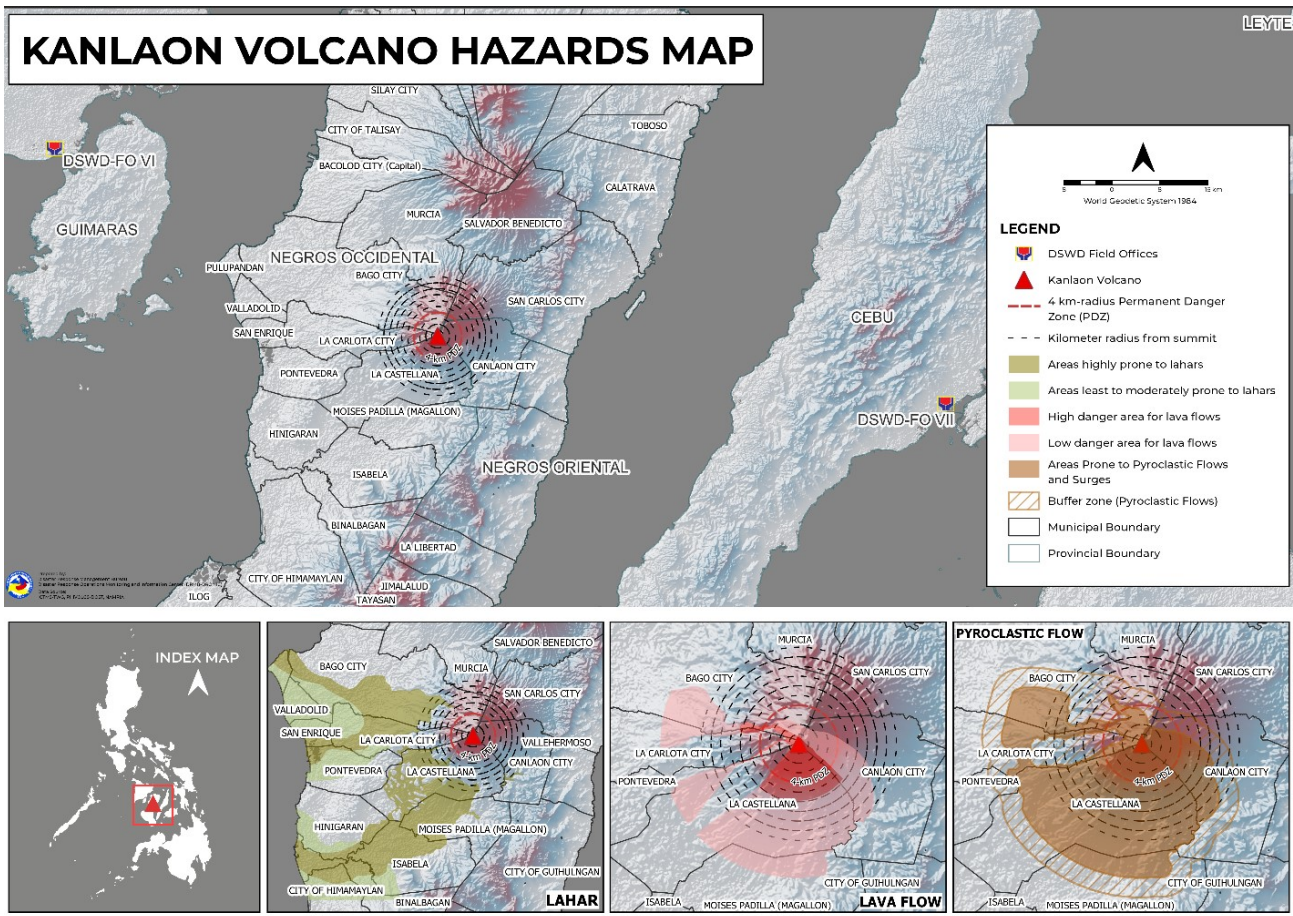 KANLAON VOLCANO HAZARDS MAP
LEYTE
SILAY CITY
CITY OF TALISAY
TOBOSO
DSWD-FO VI
BACOLOD CITY (Capital)
CALATRAVA
MURCIA
SALVADOR BENEDICTO
GUIMARAS
NEGROS OCCIDENTAL
PULUPANDAN
BAGO CITY
SAN CARLOS CITY
VALLADOLID
SAN ENRIQUE
LA CARLOTA CITY
4-km PDZ
CEBU
PONTEVEDRA
LA CASTELLANA
CANLAON CITY
MOISES PADILLA (MAGALLON)
DSWD-FO VII
HINIGARAN
ISABELA
NEGROS ORIENTAL
BINALBAGAN
LA LIBERTAD
CITY OF HIMAMAYLAN
JIMALALUD
ILOG
TAYASAN
5 0 5 10 km
World Geodetic System 1984
LEGEND
DSWD Field Offices
Kanlaon Volcano
4 km-radius Permanent Danger
Zone (PDZ)
Kilometer radius from summit
Areas highly prone to lahars
Areas least to moderately prone to lahars
High danger area for lava flows
Low danger area for lava flows
Areas Prone to Pyroclastic Flows
and Surges
Buffer zone (Pyroclastic Flows)
Municipal Boundary
Provincial Boundary
INDEX MAP
SALVADOR BENEDICTO
BAGO CITY
MURCIA
SAN CARLOS CITY
VALLADOLID
SAN ENRIQUE
LA CARLOTA CITY
VALLEHERMOSO
4-km PDZ
CANLAON CITY
PONTEVEDRA
LA CASTELLANA
HINIGARAN
MOISES PADILLA (MAGALLON)
ISABELA
CITY OF GUIHULNGAN
CITY OF HIMAMAYLAN
BINALBAGAN
LAHAR
MURCIA
SAN CARLOS CITY
BAGO CITY
LA CARLOTA CITY
CANLAON CITY
PONTEVEDRA
4-km PDZ
LA CASTELLANA
CITY OF GUIHULNGAN
ISABELA
MOISES PADILLA (MAGALLON)
LAVA FLOW
PYROCLASTIC FLOW
MURCIA
SAN CARLOS CITY
BAGO CITY
LA CARLOTA CITY
CANLAON CITY
PONTEVEDRA
4-km PDZ
LA CASTELLANA
CITY OF GUIHULNGAN
ISABELA
MOISES PADILLA (MAGALLON)